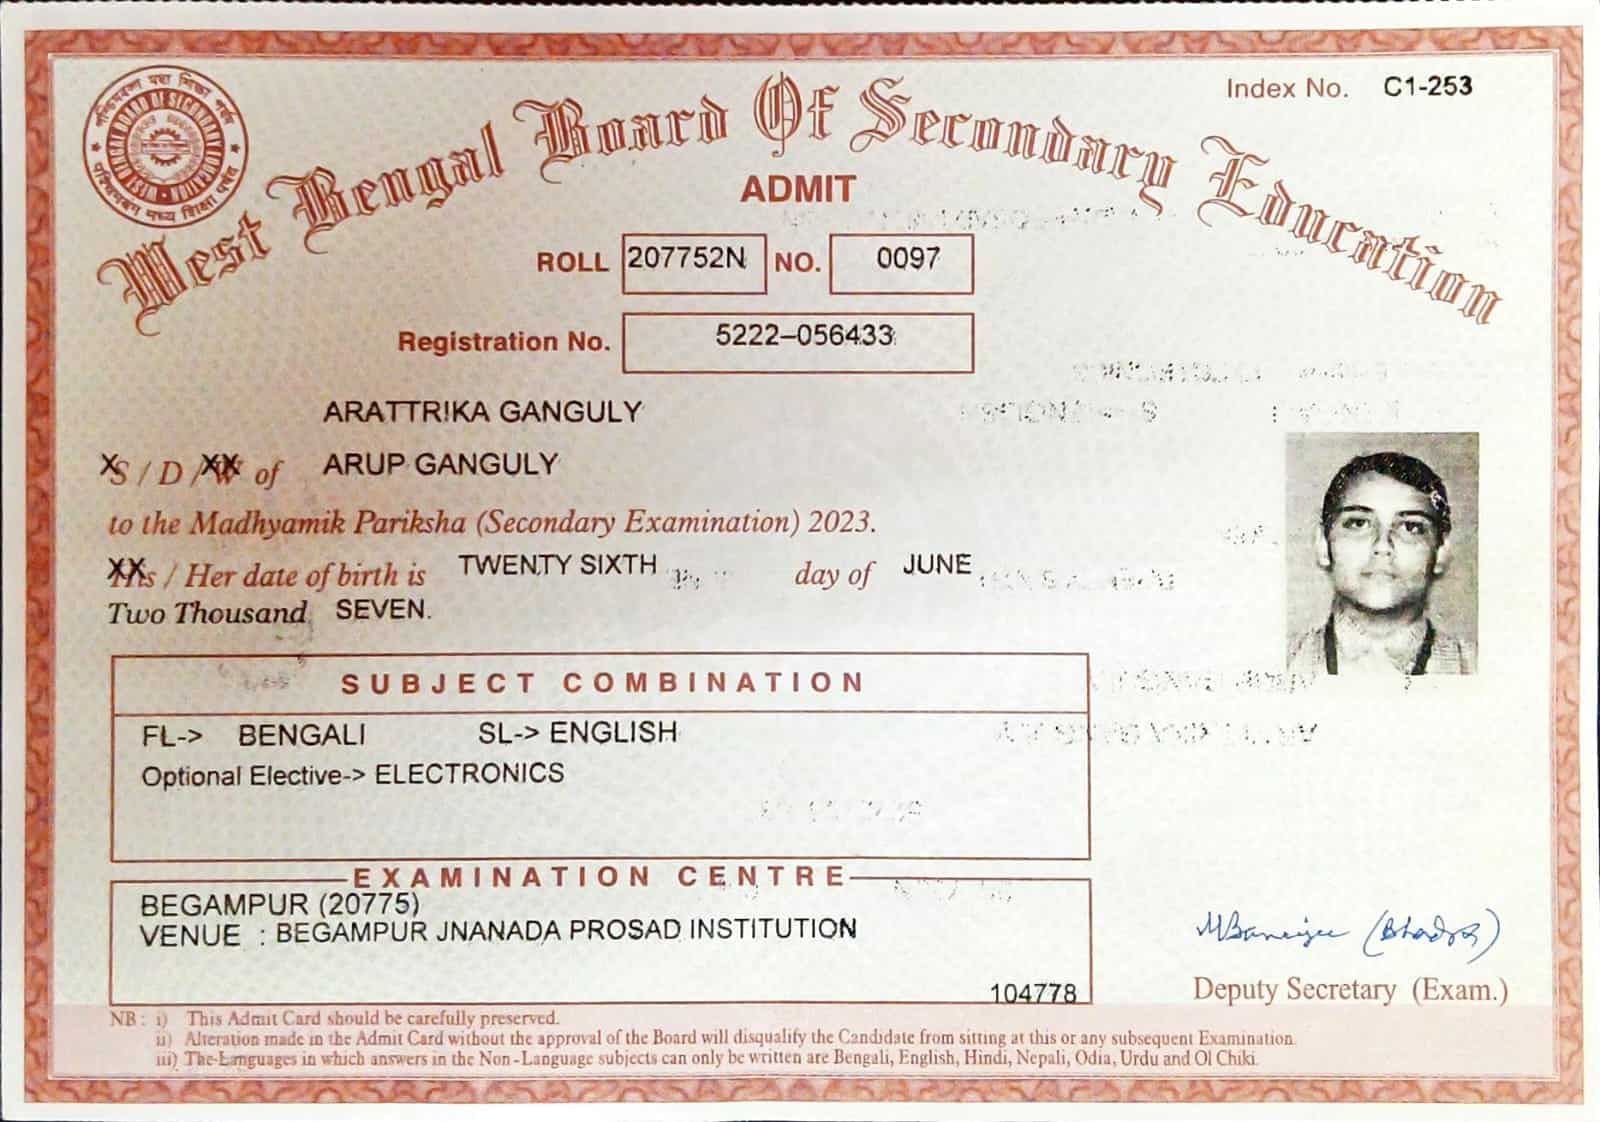 Index No. C1-253
West Bengal Board Of Secondary Education
WEST BENGAL BOARD OF SECONDARY EDUCATION
ADMIT
ROLL 207752N NO. 0097
Registration No. 5222-056433
ARATTRIKA GANGULY
S / D / W of ARUP GANGULY
to the Madhyamik Pariksha (Secondary Examination) 2023.
His / Her date of birth is TWENTY SIXTH day of JUNE
Two Thousand SEVEN.
SUBJECT COMBINATION
FL-> BENGALI SL-> ENGLISH
Optional Elective-> ELECTRONICS
EXAMINATION CENTRE
BEGAMPUR (20775)
VENUE : BEGAMPUR JNANADA PROSAD INSTITUTION
104778
Deputy Secretary (Exam.)
NB : i) This Admit Card should be carefully preserved.
ii) Alteration made in the Admit Card without the approval of the Board will disqualify the Candidate from sitting at this or any subsequent Examination.
iii) The Languages in which answers in the Non-Language subjects can only be written are Bengali, English, Hindi, Nepali, Odia, Urdu and Ol Chiki.